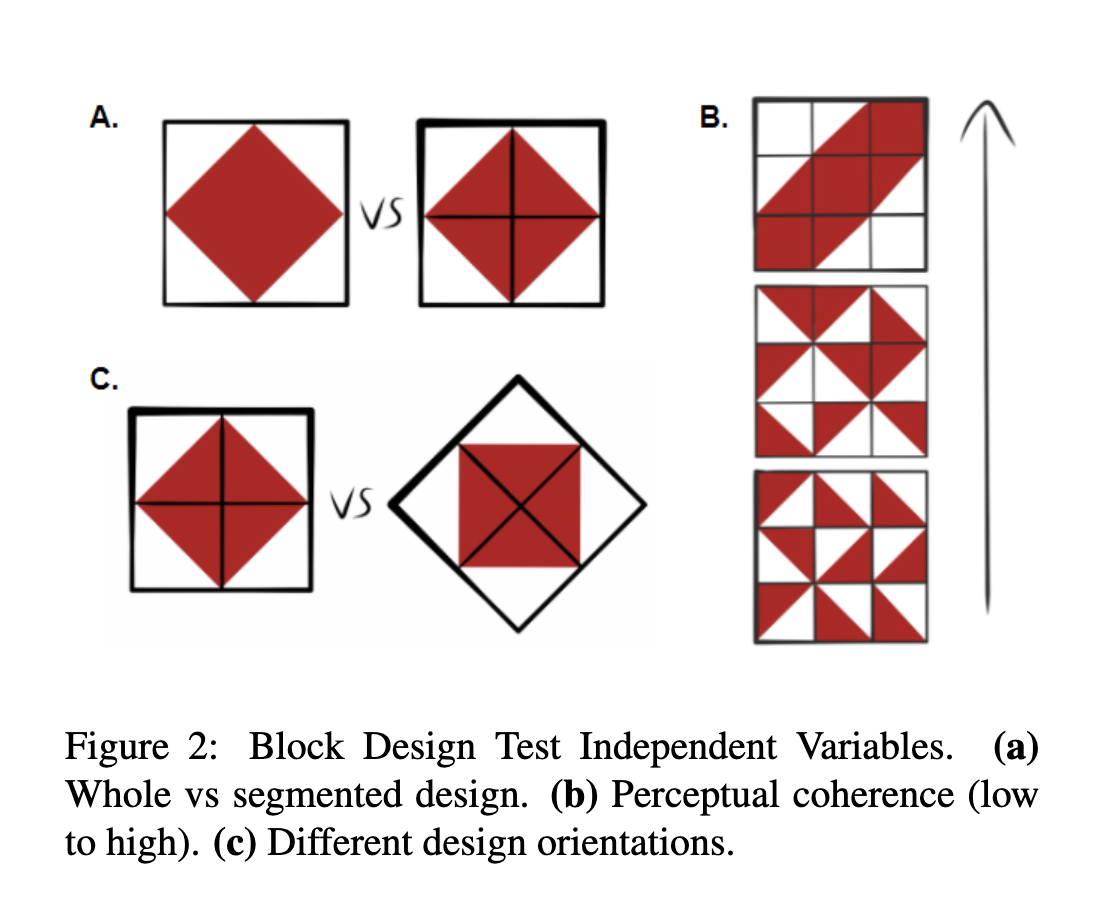 A.
VS
B.
C.
VS
Figure 2: Block Design Test Independent Variables. (a)
Whole vs segmented design. (b) Perceptual coherence (low
to high). (c) Different design orientations.